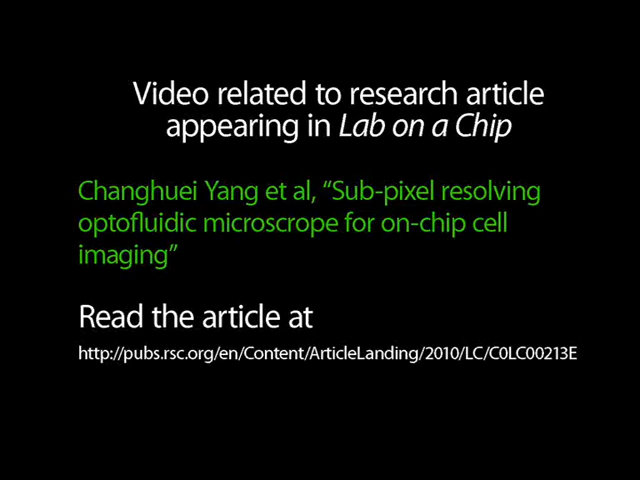 Video related to research article
appearing in Lab on a Chip
Changhuei Yang et al, “Sub-pixel resolving
optofluidic microscrope for on-chip cell
imaging”
Read the article at
http://pubs.rsc.org/en/Content/ArticleLanding/2010/LC/C0LC00213E